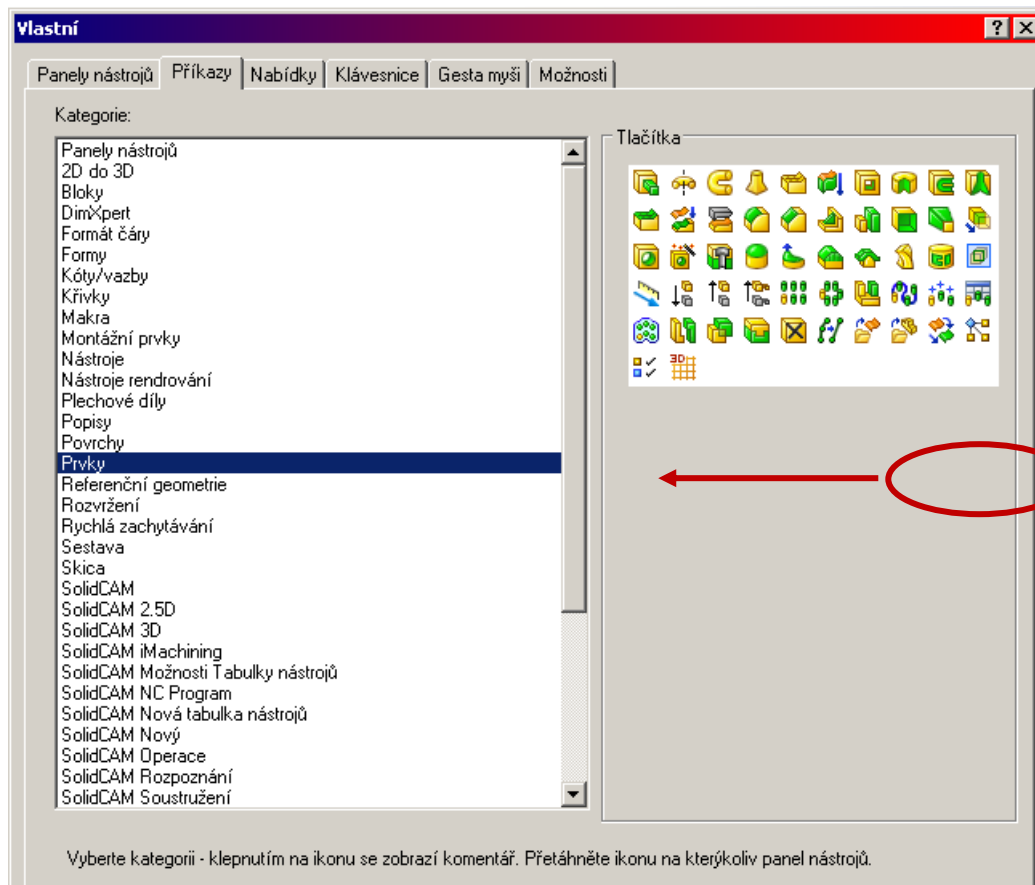 Vlastní
Panely nástrojů Příkazy Nabídky Klávesnice Gesta myši Možnosti
Kategorie:
Tlačítka
Panely nástrojů
2D do 3D
Bloky
DimXpert
Formát čáry
Formy
Kóty/vazby
Křivky
Makra
Montážní prvky
Nástroje
Nástroje rendrování
Plechové díly
Popisy
Povrchy
Prvky
Referenční geometrie
Rozvržení
Rychlá zachytávání
Sestava
Skica
SolidCAM
SolidCAM 2.5D
SolidCAM 3D
SolidCAM iMachining
SolidCAM Možnosti Tabulky nástrojů
SolidCAM NC Program
SolidCAM Nová tabulka nástrojů
SolidCAM Nový
SolidCAM Operace
SolidCAM Rozpoznání
SolidCAM Soustružení
3D
Vyberte kategorii - klepnutím na ikonu se zobrazí komentář. Přetáhněte ikonu na kterýkoliv panel nástrojů.